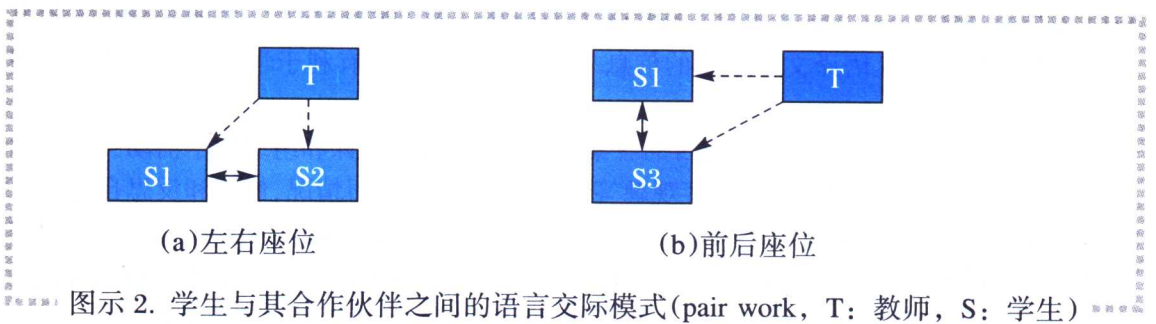 T
S1
S2
S1
T
S3
(a)左右座位
(b)前后座位
图示 2. 学生与其合作伙伴之间的语言交际模式(pair work, T: 教师, S: 学生)